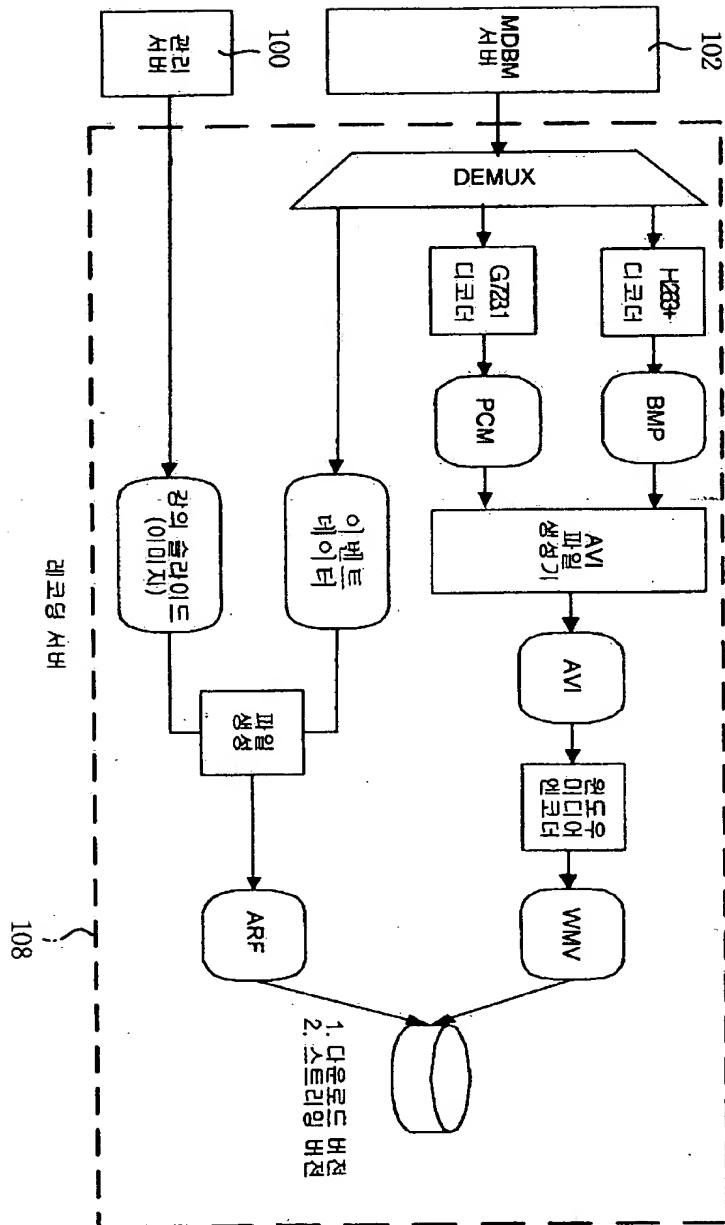 102
MDBM
서버
DEMUX
H.263+
디코더
BMP
G723.1
디코더
PCM
AVI
파일
생성기
AVI
원도우
미디어
엔코더
WMV
1. 다운로드 버전
2. 스트리밍 버전
이벤트
데이터
100
관리
서버
강의 슬라이드
(이미지)
파일
생성
ARF
레코딩 서버
108